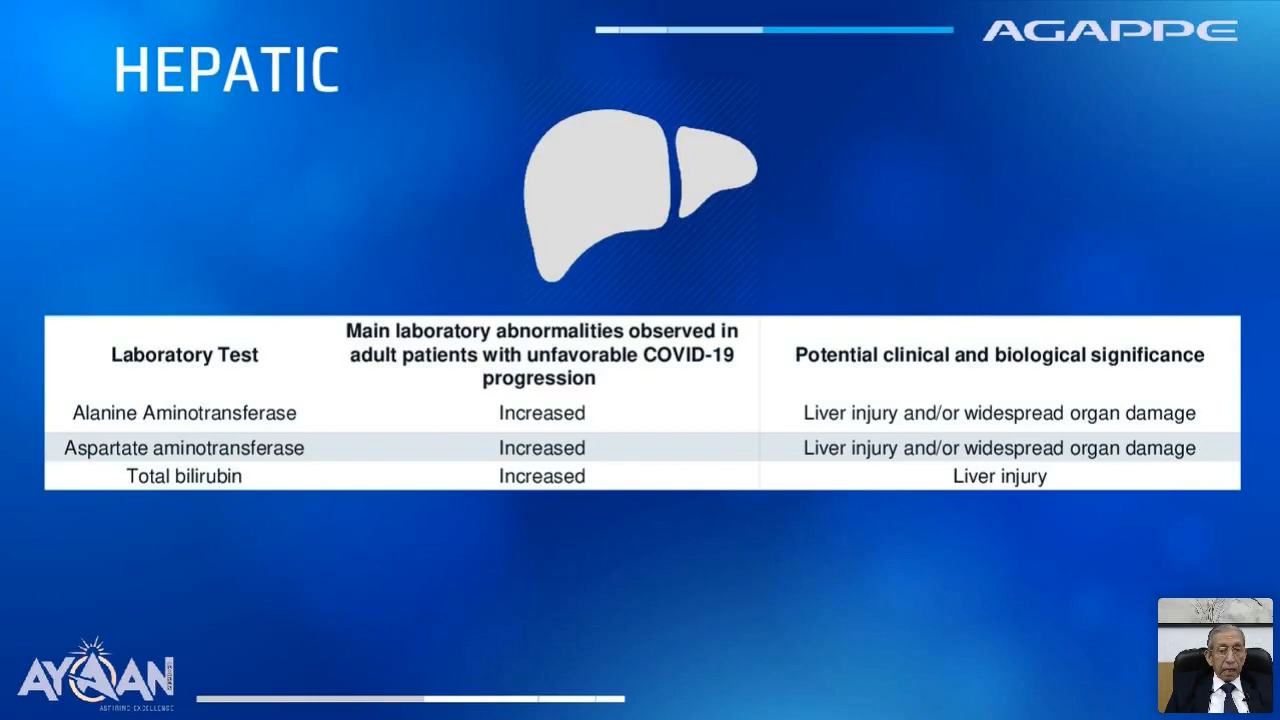 HEPATIC
AGAPPE
Laboratory Test
Main laboratory abnormalities observed in
adult patients with unfavorable COVID-19
progression
Potential clinical and biological significance
Alanine Aminotransferase
Increased
Liver injury and/or widespread organ damage
Aspartate aminotransferase
Increased
Liver injury and/or widespread organ damage
Total bilirubin
Increased
Liver injury
AYAAN
ASPIRING EXCELLENCE